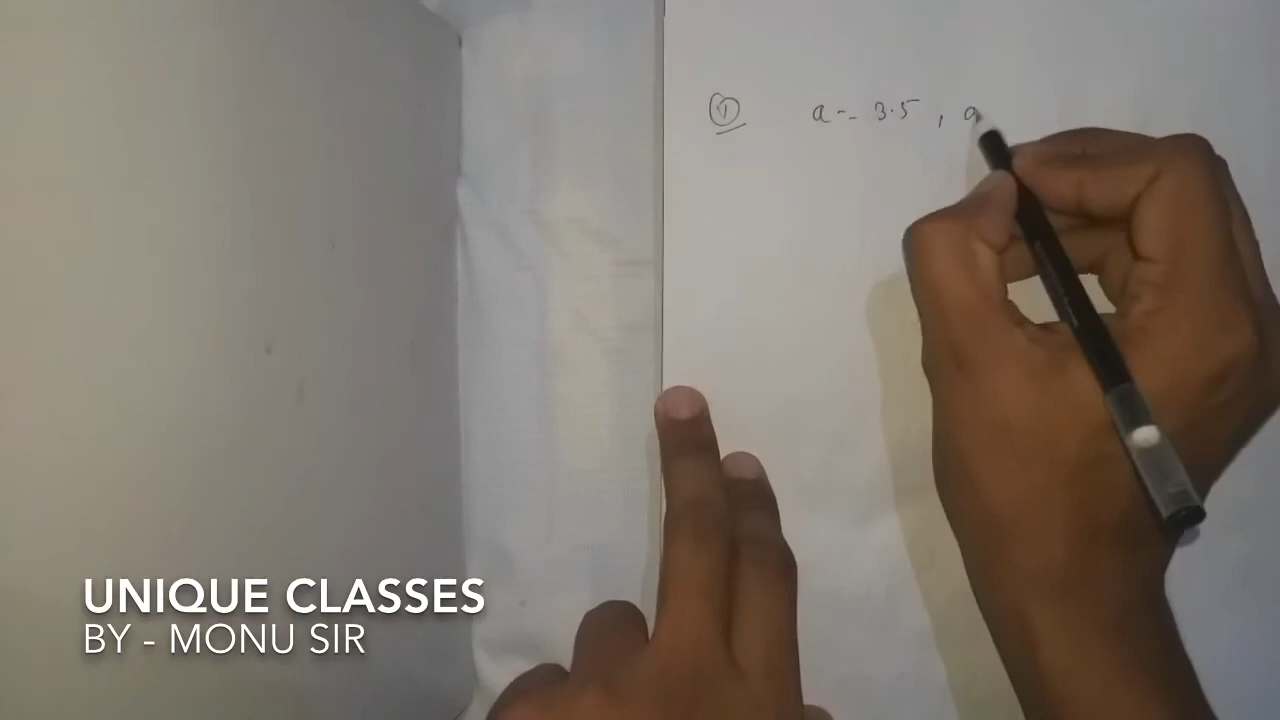 ① a = 3.5 , a
UNIQUE CLASSES
BY - MONU SIR